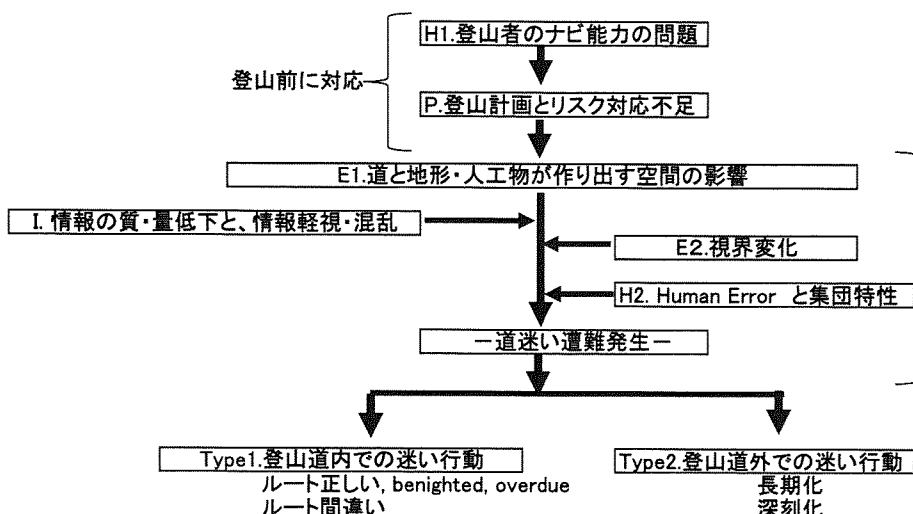 H1.登山者のナビ能力の問題
登山前に対応
P.登山計画とリスク対応不足
E1.道と地形・人工物が作り出す空間の影響
I. 情報の質・量低下と、情報軽視・混乱
E2.視界変化
H2. Human Error と集団特性
－道迷い遭難発生－
Type1.登山道内での迷い行動
ルート正しい, benighted, overdue
ルート間違い
Type2.登山道外での迷い行動
長期化
深刻化